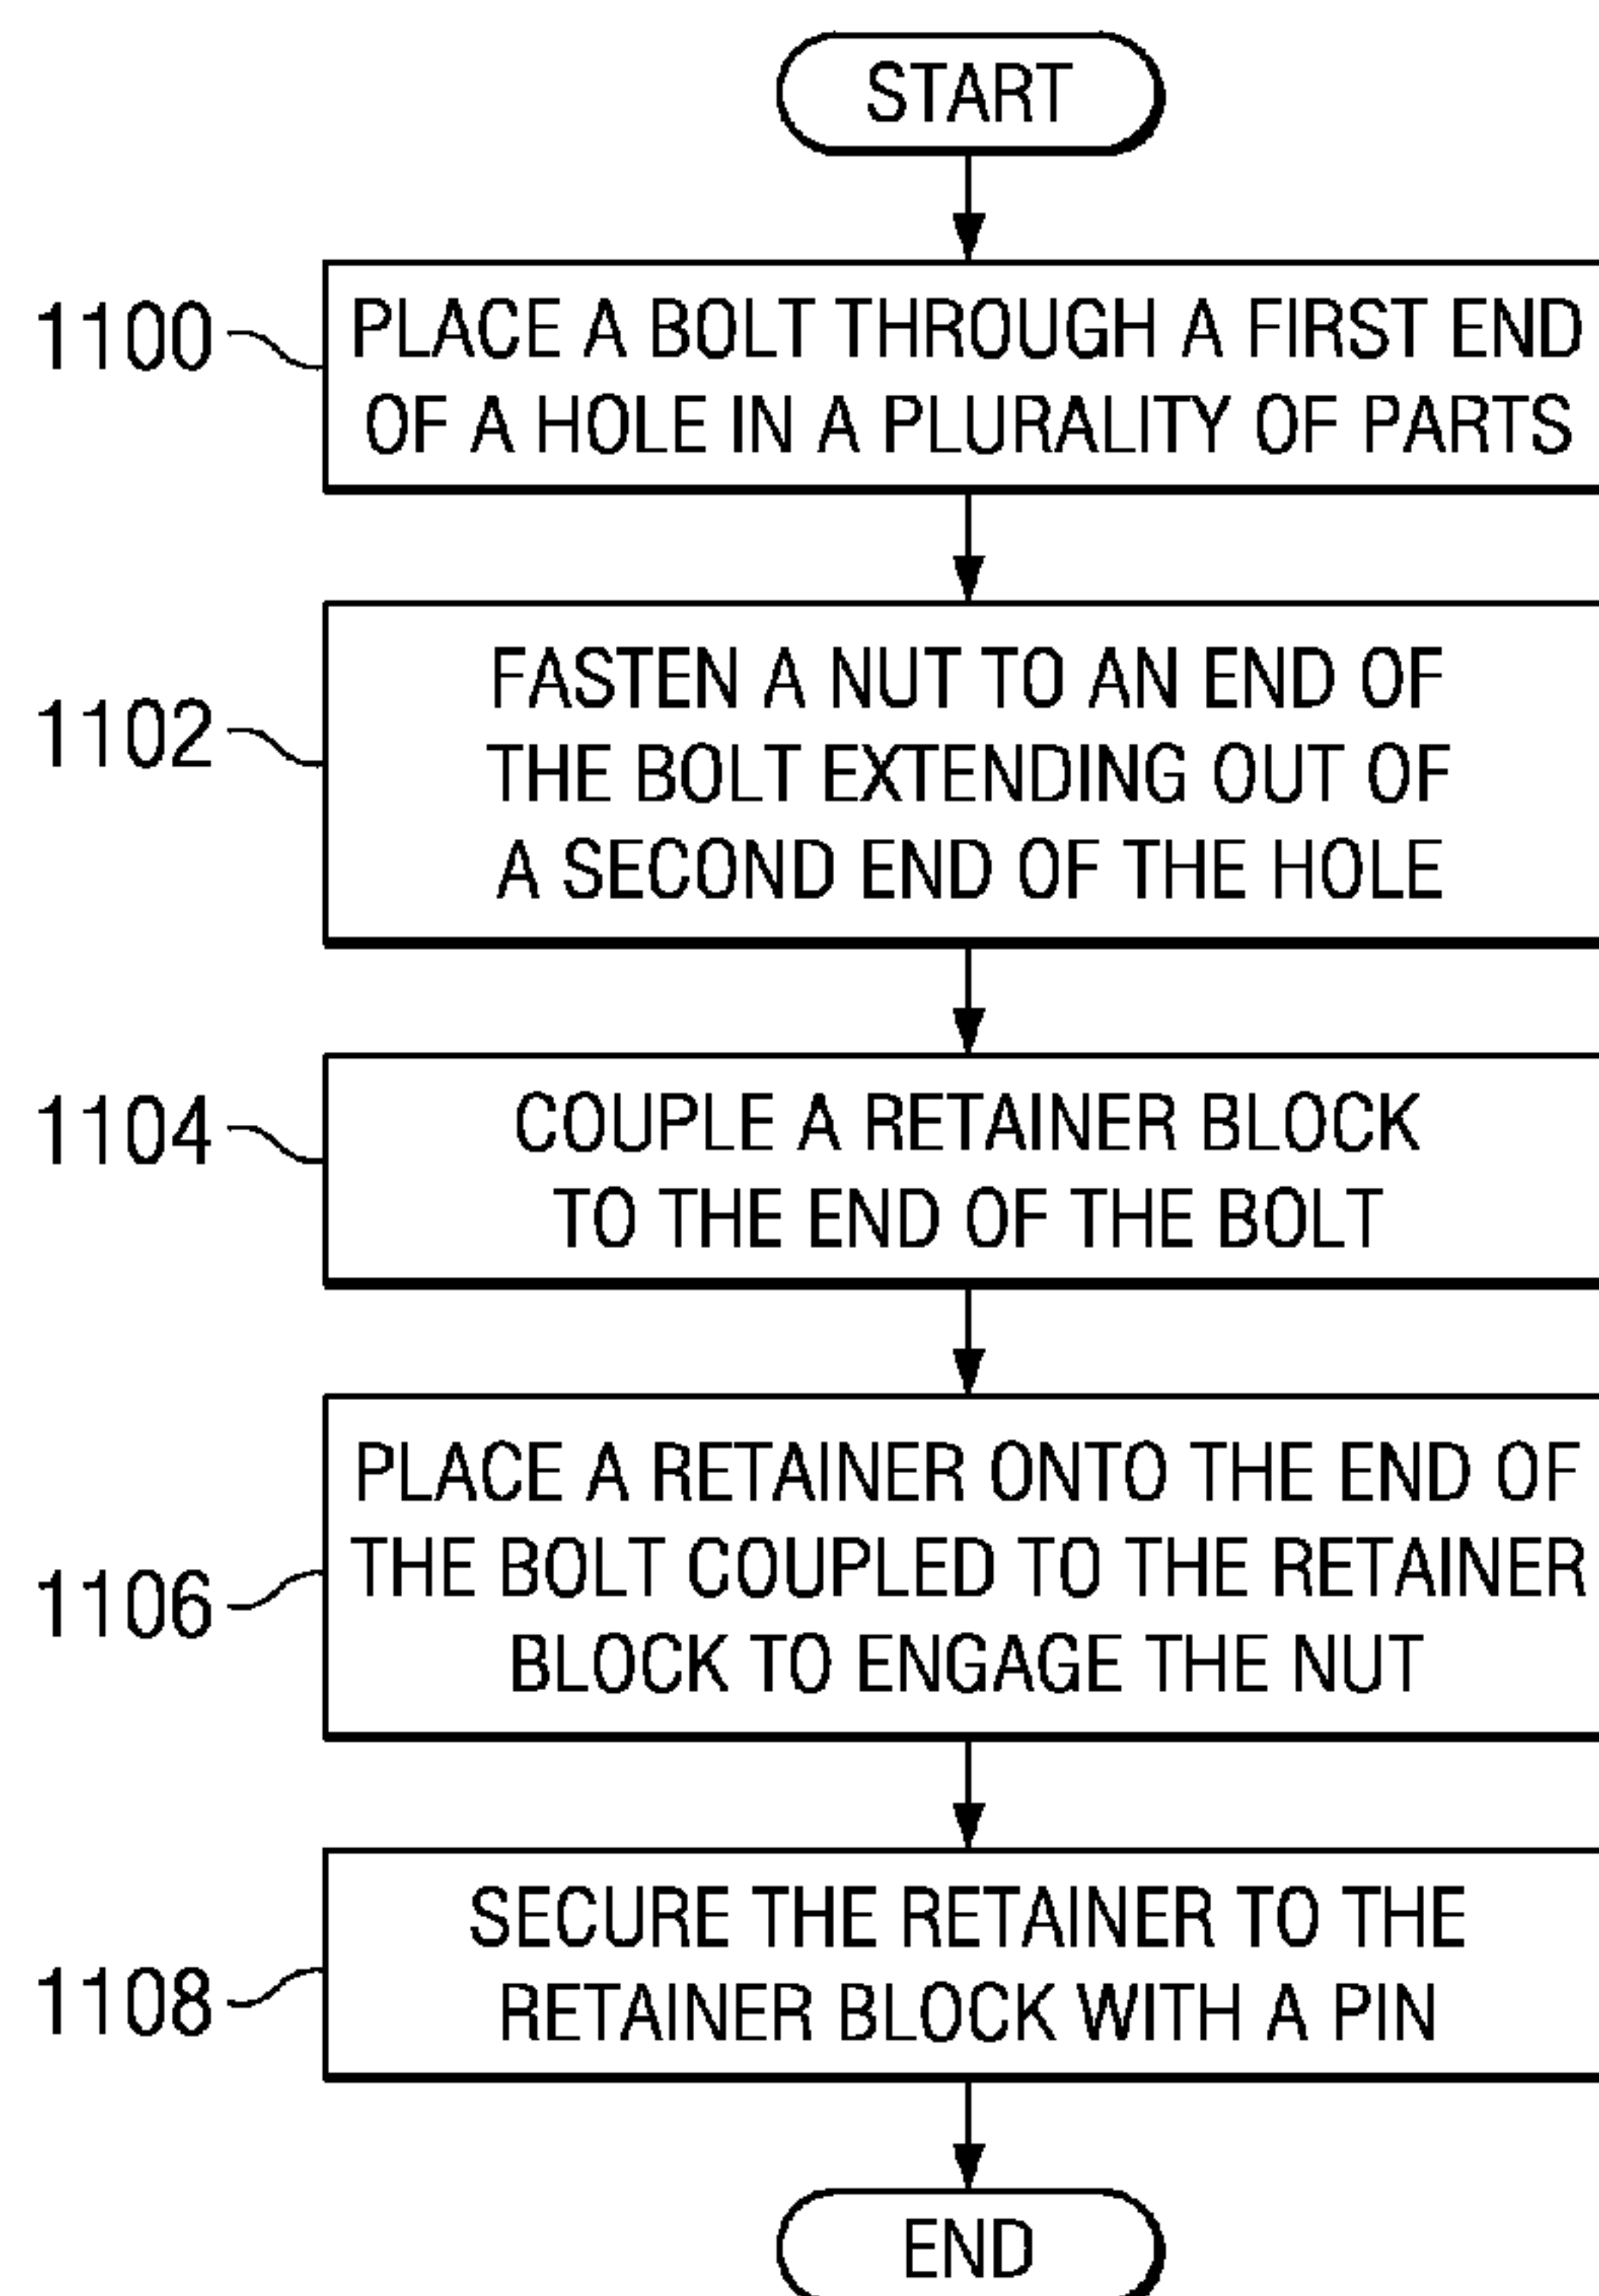 START
1100
PLACE A BOLT THROUGH A FIRST END
OF A HOLE IN A PLURALITY OF PARTS
1102
FASTEN A NUT TO AN END OF
THE BOLT EXTENDING OUT OF
A SECOND END OF THE HOLE
1104
COUPLE A RETAINER BLOCK
TO THE END OF THE BOLT
1106
PLACE A RETAINER ONTO THE END OF
THE BOLT COUPLED TO THE RETAINER
BLOCK TO ENGAGE THE NUT
1108
SECURE THE RETAINER TO THE
RETAINER BLOCK WITH A PIN
END